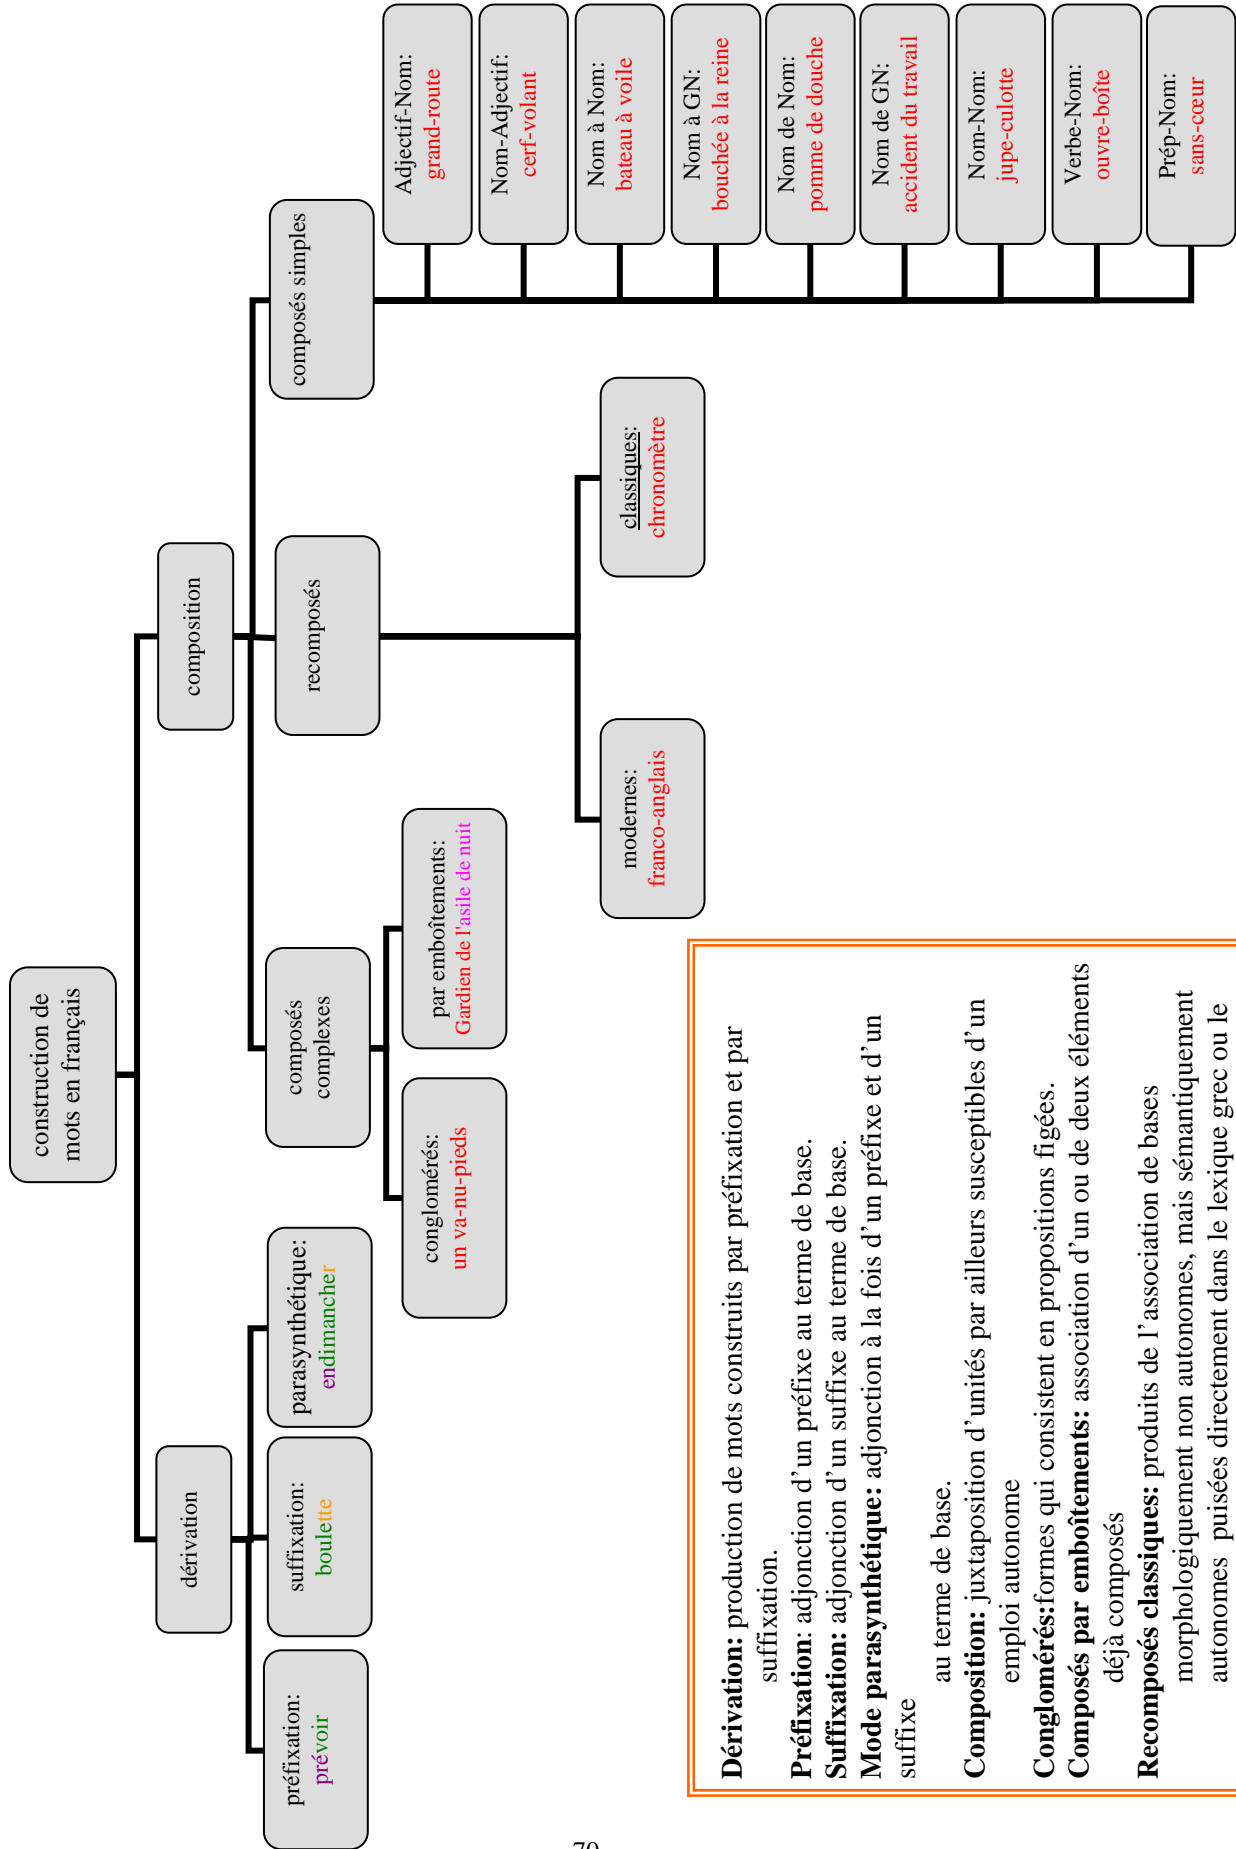 construction de
mots en français
dérivation
préfixation:
prévoir
suffixation:
boulette
parasynthétique:
endimancher
composition
composés
complexes
conglomérés:
un va-nu-pieds
par emboîtements:
Gardien de l'asile de nuit
recomposés
modernes:
franco-anglais
classiques:
chronomètre
composés simples
Adjectif-Nom:
grand-route
Nom-Adjectif:
cerf-volant
Nom à Nom:
bateau à voile
Nom à GN:
bouchée à la reine
Nom de Nom:
pomme de douche
Nom de GN:
accident du travail
Nom-Nom:
jupe-culotte
Verbe-Nom:
ouvre-boîte
Prép-Nom:
sans-cœur
Dérivation: production de mots construits par préfixation et par
suffixation.
Préfixation: adjonction d’un préfixe au terme de base.
Suffixation: adjonction d’un suffixe au terme de base.
Mode parasynthétique: adjonction à la fois d’un préfixe et d’un
suffixe
au terme de base.
Composition: juxtaposition d’unités par ailleurs susceptibles d’un
emploi autonome
Conglomérés:formes qui consistent en propositions figées.
Composés par emboîtements: association d’un ou de deux éléments
déjà composés
Recomposés classiques: produits de l’association de bases
morphologiquement non autonomes, mais sémantiquement
autonomes puisées directement dans le lexique grec ou le